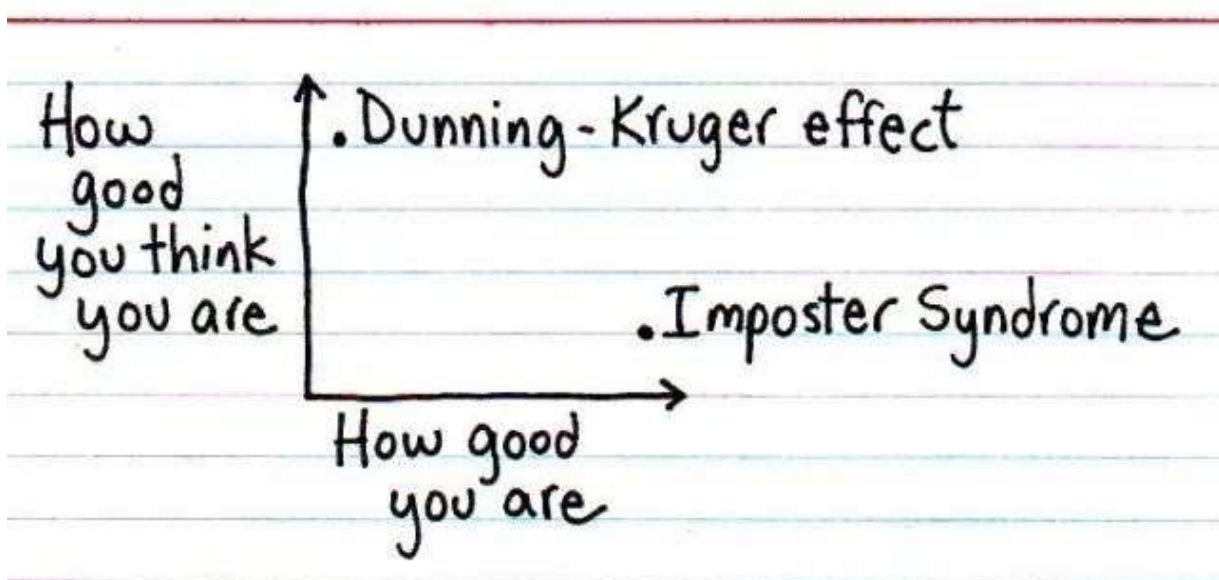 How
good
you think
you are
.Dunning-Kruger effect
.Imposter Syndrome
How good
you are